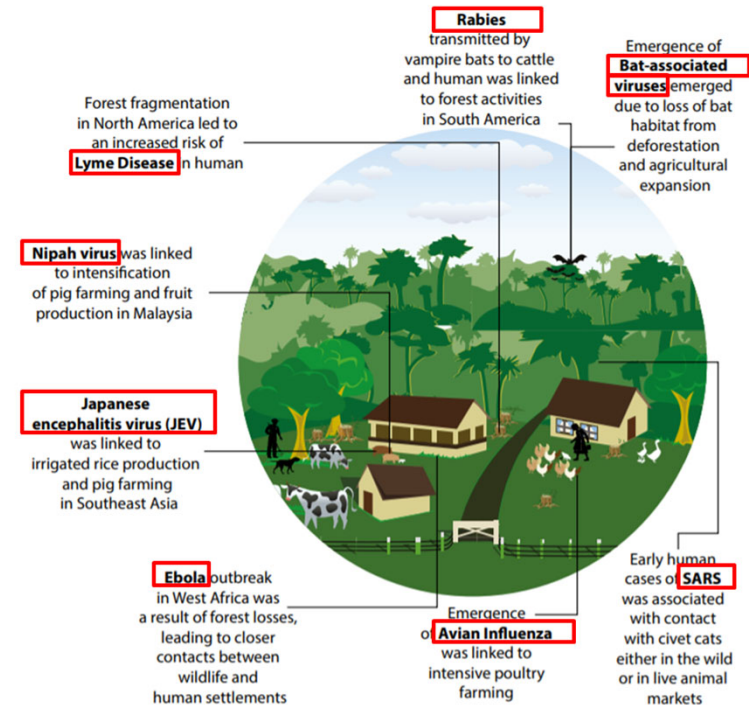 Rabies
transmitted by
vampire bats to cattle
and human was linked
to forest activities
in South America
Emergence of
Bat-associated
viruses emerged
due to loss of bat
habitat from
deforestation
and agricultural
expansion
Forest fragmentation
in North America led to
an increased risk of
Lyme Disease in human
Nipah virus was linked
to intensification
of pig farming and fruit
production in Malaysia
Japanese
encephalitis virus (JEV)
was linked to
irrigated rice production
and pig farming
in Southeast Asia
Ebola outbreak
in West Africa was
a result of forest losses,
leading to closer
contacts between
wildlife and
human settlements
Emergence
of Avian Influenza
was linked to
intensive poultry
farming
Early human
cases of SARS
was associated
with contact
with civet cats
either in the wild
or in live animal
markets